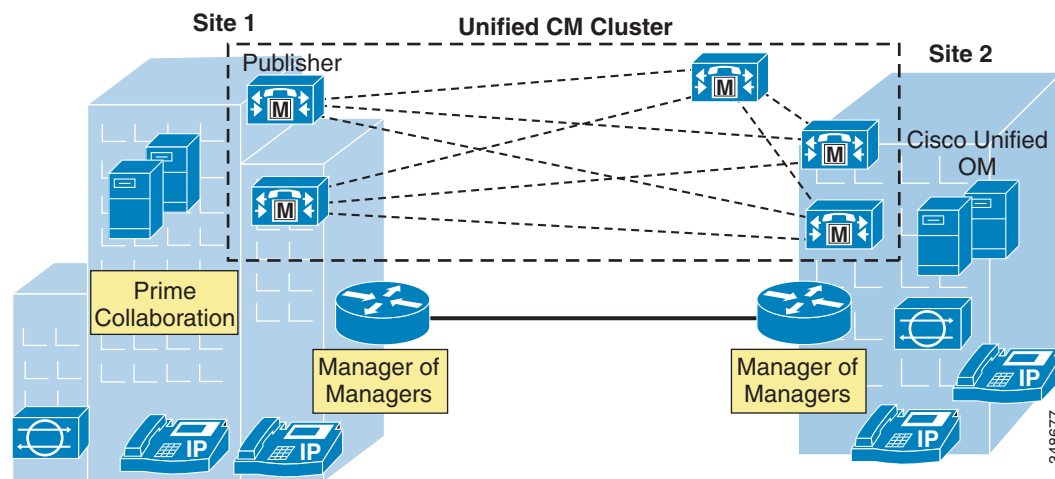 Site 1
Unified CM Cluster
Publisher
Site 2
M
M
M
M
M
Cisco Unified
OM
Prime
Collaboration
Manager of
Managers
Manager of
Managers
IP
IP
IP
IP
348677